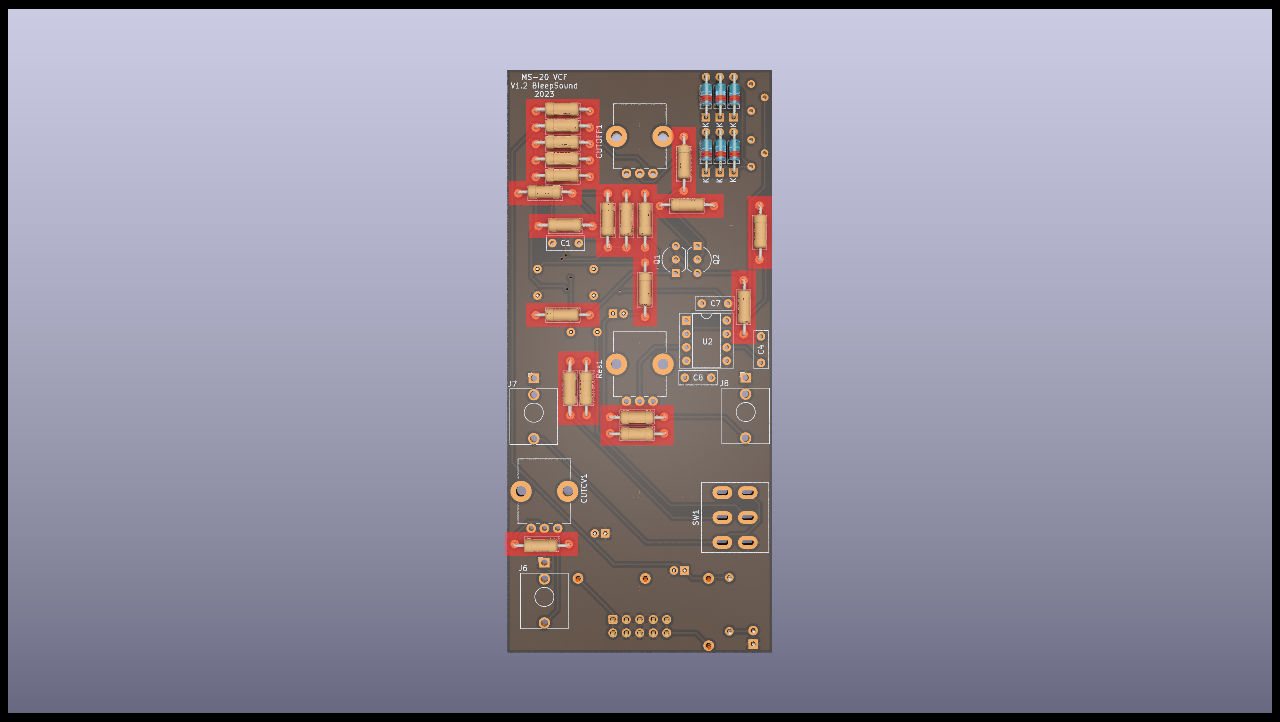 MS-20 VCF
V1.2 BleepSound
2023
CUTOFF1
K
K
K
K
K
K
C1
Q1
Q2
C7
U2
C4
C8
Res1
J7
J8
CUTCV1
SW1
J6